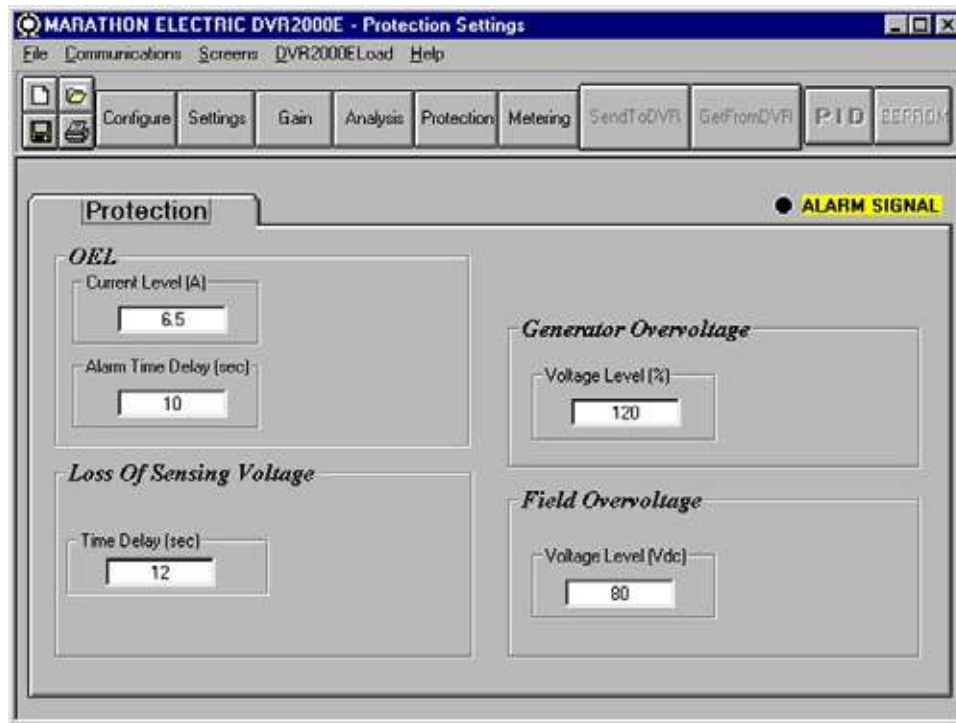 MARATHON ELECTRIC DVR2000E - Protection Settings
File Communications Screens DVR2000ELoad Help
Configure Settings Gain Analysis Protection Metering SendToDVR GetFromDVR PID EEPROM
Protection
ALARM SIGNAL
OEL
Current Level (A)
6.5
Alarm Time Delay (sec)
10
Loss Of Sensing Voltage
Time Delay (sec)
12
Generator Overvoltage
Voltage Level (%)
120
Field Overvoltage
Voltage Level (Vdc)
80